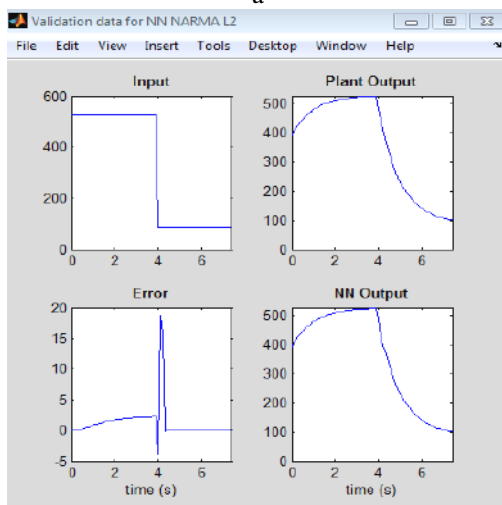 a
Validation data for NN NARMA L2
File Edit View Insert Tools Desktop Window Help
Input
600
400
200
0
0 2 4 6
Plant Output
500
400
300
200
100
0
0 2 4 6
Error
20
15
10
5
0
-5
0 2 4 6
time (s)
NN Output
500
400
300
200
100
0
0 2 4 6
time (s)